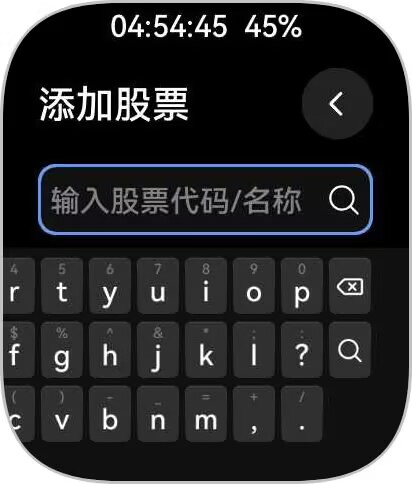 04:54:45 45%
添加股票
输入股票代码/名称
4 5 6 7 8 9 0
r t y u i o p
$ % ^ & * ; :
f g h j k l ?
( ) - _ = + /
c v b n m , .